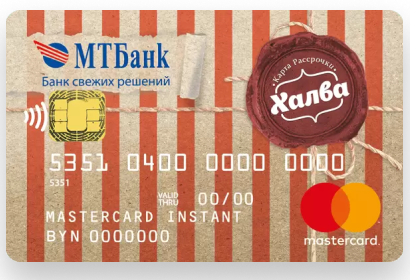 МТБанк
Банк свежих решений
Карта Рассрочки
Халва
5351 0400 0000 0000
5351
VALID
THRU
00/00
MASTERCARD INSTANT
BYN 0000000
mastercard.